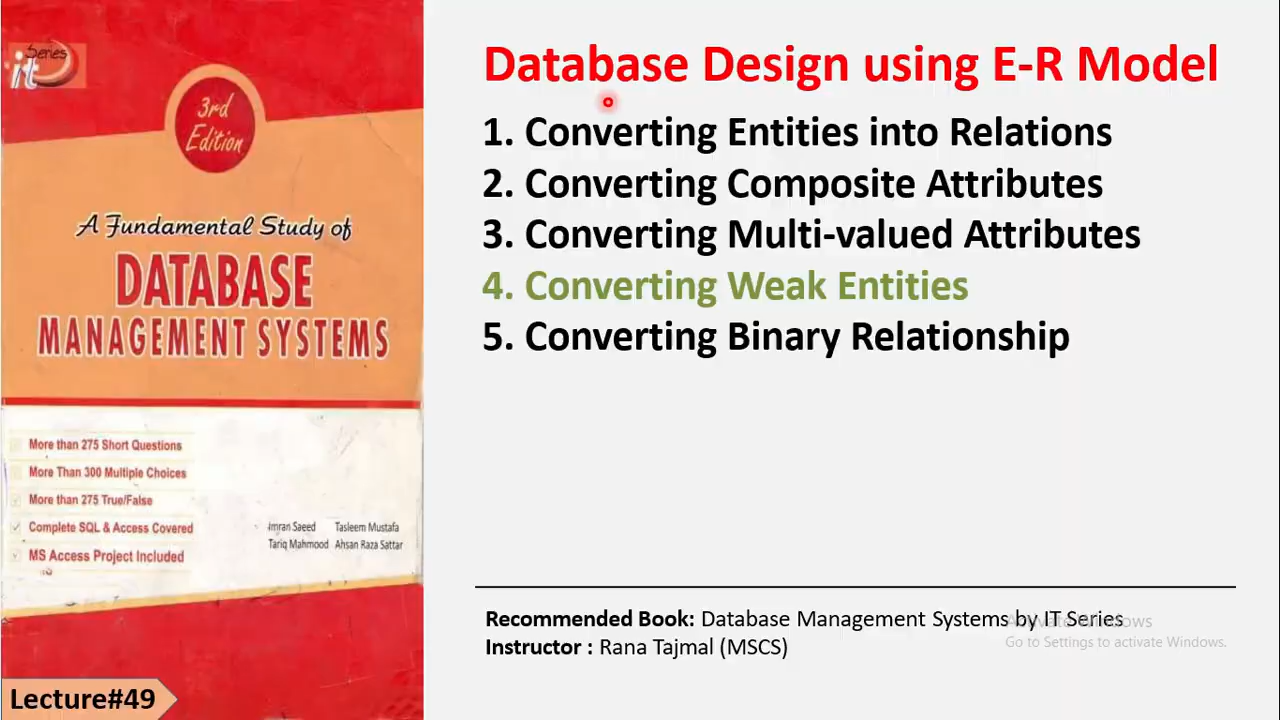 Series
it
3rd
Edition
A Fundamental Study of
DATABASE
MANAGEMENT SYSTEMS
More than 275 Short Questions
More Than 300 Multiple Choices
More than 275 True/False
Complete SQL & Access Covered
MS Access Project Included
Imran Saeed Tasleem Mustafa
Tariq Mahmood Ahsan Raza Sattar
Lecture#49
Database Design using E-R Model
1. Converting Entities into Relations
2. Converting Composite Attributes
3. Converting Multi-valued Attributes
4. Converting Weak Entities
5. Converting Binary Relationship
Recommended Book: Database Management Systems by IT Series
Instructor : Rana Tajmal (MSCS)
Activate Windows
Go to Settings to activate Windows.